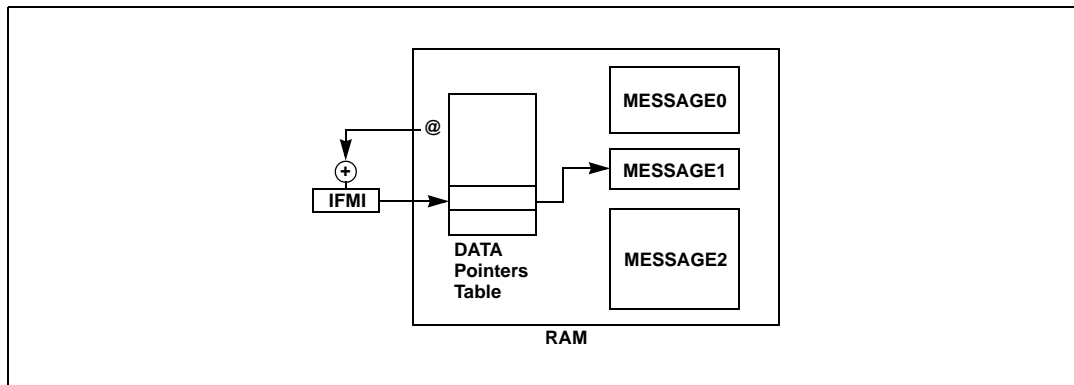 MESSAGE0
@
MESSAGE1
+
IFMI
DATA
Pointers
Table
MESSAGE2
RAM